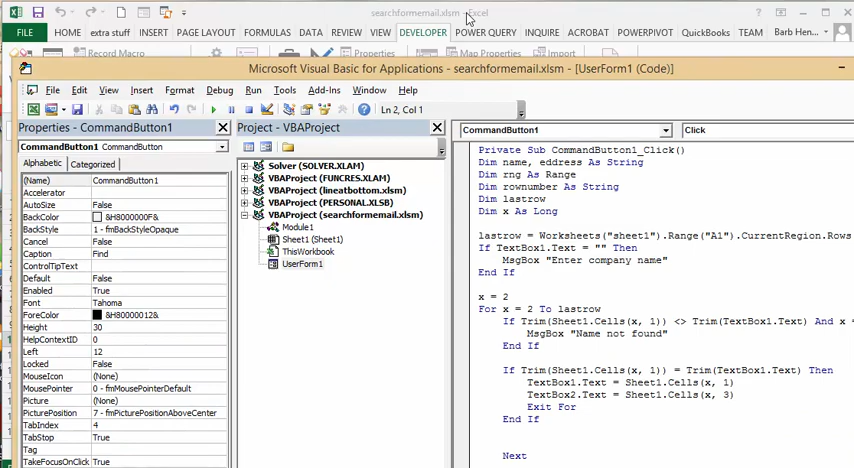 searchformemail.xlsm - Excel
FILE HOME extra stuff INSERT PAGE LAYOUT FORMULAS DATA REVIEW VIEW DEVELOPER POWER QUERY INQUIRE ACROBAT POWERPIVOT QuickBooks TEAM Barb Hen...
Record Macro Properties Map Properties Import
Microsoft Visual Basic for Applications - searchformemail.xlsm - [UserForm1 (Code)]
File Edit View Insert Format Debug Run Tools Add-Ins Window Help
Ln 2, Col 1
Properties - CommandButton1
CommandButton1 CommandButton
Alphabetic Categorized
(Name) CommandButton1
Accelerator
AutoSize False
BackColor &H8000000F&
BackStyle 1 - fmBackStyleOpaque
Cancel False
Caption Find
ControlTipText
Default False
Enabled True
Font Tahoma
ForeColor &H80000012&
Height 30
HelpContextID 0
Left 12
Locked False
MouseIcon (None)
MousePointer 0 - fmMousePointerDefault
Picture (None)
PicturePosition 7 - fmPicturePositionAboveCenter
TabIndex 4
TabStop True
Tag
TakeFocusOnClick True
Project - VBAProject
Solver (SOLVER.XLAM)
VBAProject (FUNCRES.XLAM)
VBAProject (lineatbottom.xlsm)
VBAProject (PERSONAL.XLSB)
VBAProject (searchformemail.xlsm)
Module1
Sheet1 (Sheet1)
ThisWorkbook
UserForm1
CommandButton1 Click
Private Sub CommandButton1_Click()
Dim name, eddress As String
Dim rng As Range
Dim rownumber As String
Dim lastrow
Dim x As Long
lastrow = Worksheets("sheet1").Range("A1").CurrentRegion.Rows
If TextBox1.Text = "" Then
MsgBox "Enter company name"
End If
x = 2
For x = 2 To lastrow
If Trim(Sheet1.Cells(x, 1)) <> Trim(TextBox1.Text) And x =
MsgBox "Name not found"
End If
If Trim(Sheet1.Cells(x, 1)) = Trim(TextBox1.Text) Then
TextBox1.Text = Sheet1.Cells(x, 1)
TextBox2.Text = Sheet1.Cells(x, 3)
Exit For
End If
Next